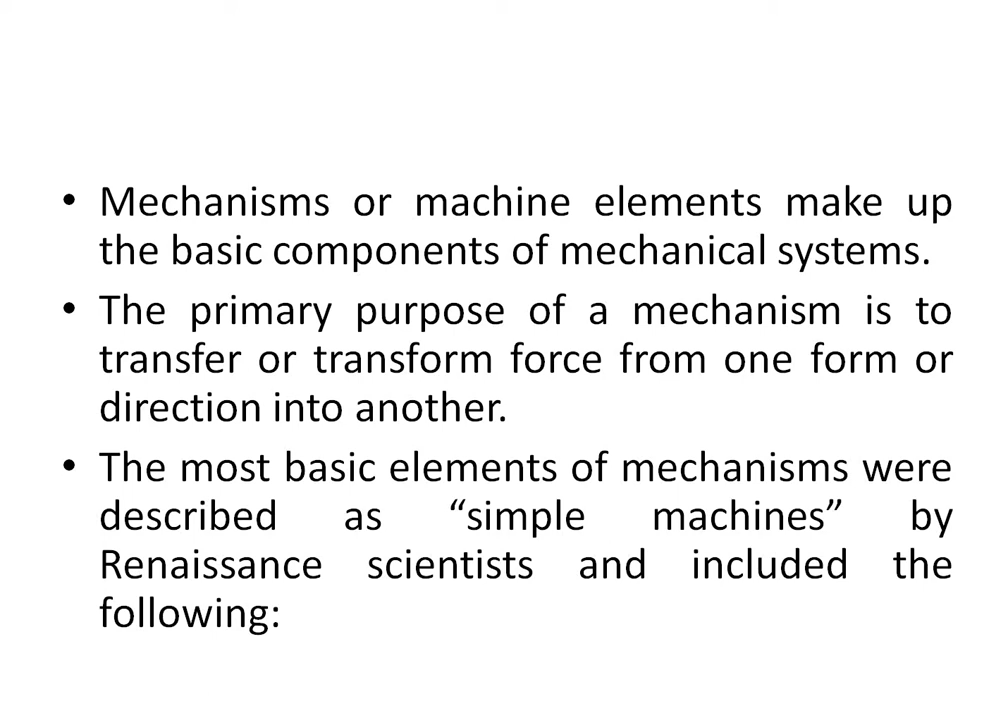 • Mechanisms or machine elements make up
the basic components of mechanical systems.
• The primary purpose of a mechanism is to
transfer or transform force from one form or
direction into another.
• The most basic elements of mechanisms were
described as “simple machines” by
Renaissance scientists and included the
following: